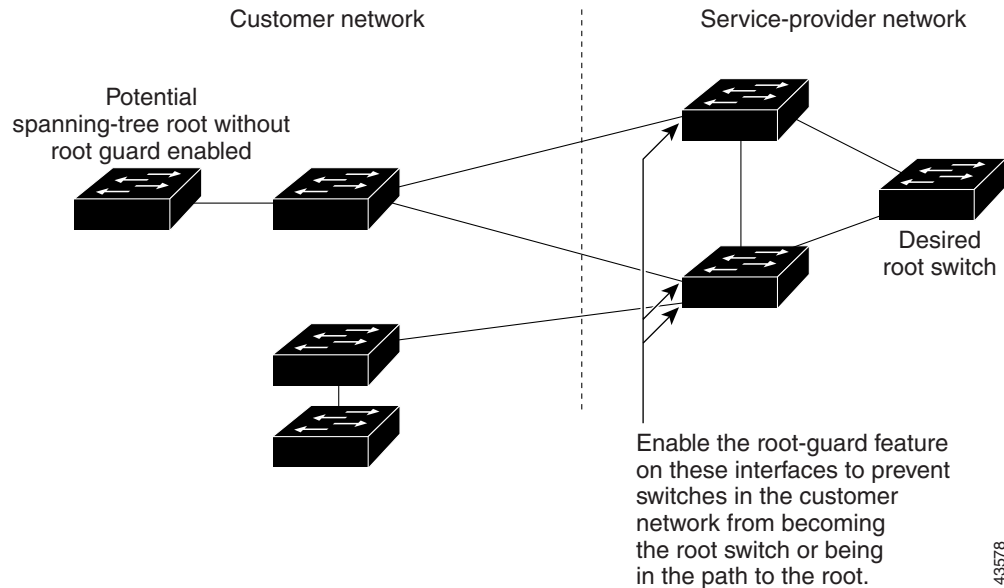 Customer network
Service-provider network
Potential
spanning-tree root without
root guard enabled
Desired
root switch
Enable the root-guard feature
on these interfaces to prevent
switches in the customer
network from becoming
the root switch or being
in the path to the root.
43578